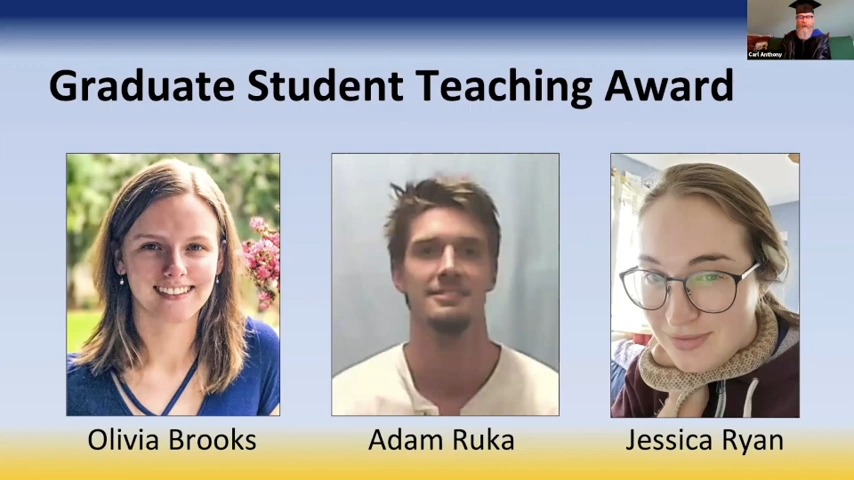 Carl Anthony
Graduate Student Teaching Award
Olivia Brooks
Adam Ruka
Jessica Ryan